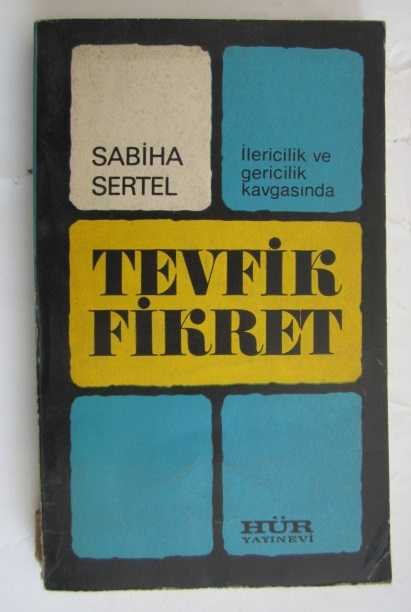 SABİHA
SERTEL
İlericilik ve
gericilik
kavgasında
TEVFİK
FİKRET
HÜR
YAYINEVİ